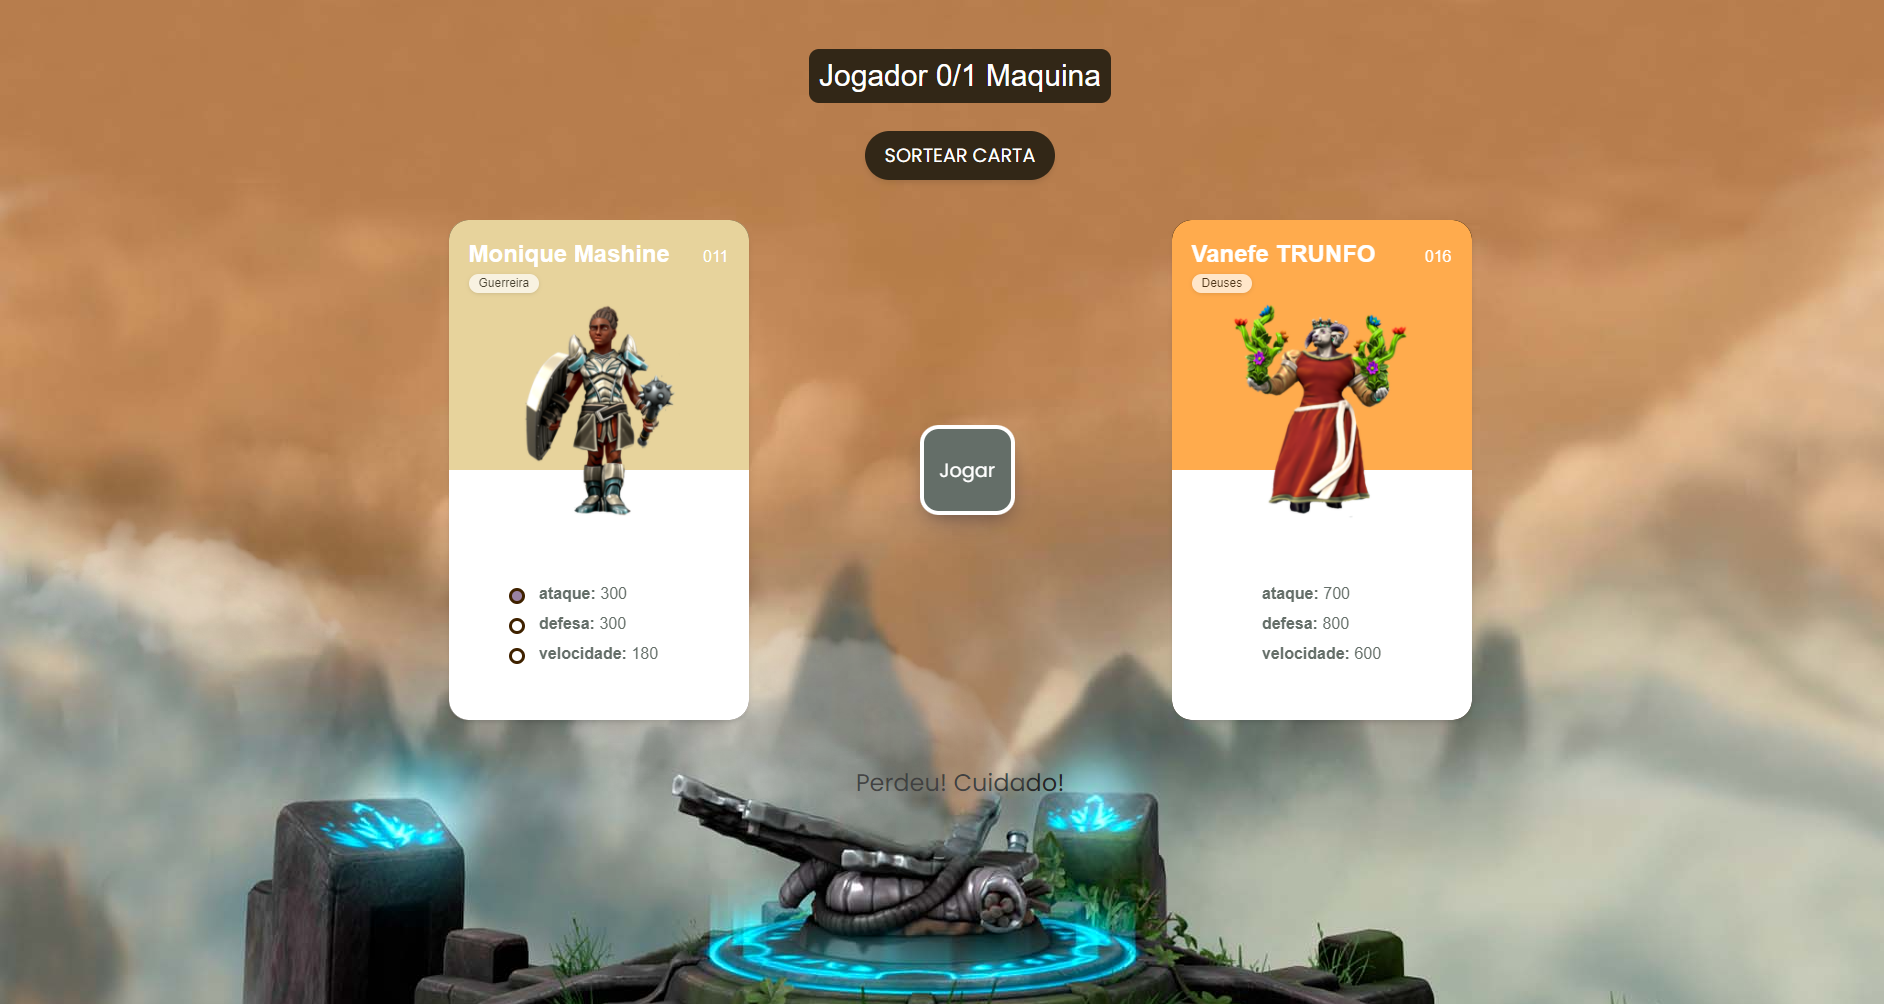 Jogador 0/1 Maquina
SORTEAR CARTA
Monique Mashine 011
Guerreira
ataque: 300
defesa: 300
velocidade: 180
Jogar
Vanefe TRUNFO 016
Deuses
ataque: 700
defesa: 800
velocidade: 600
Perdeu! Cuidado!